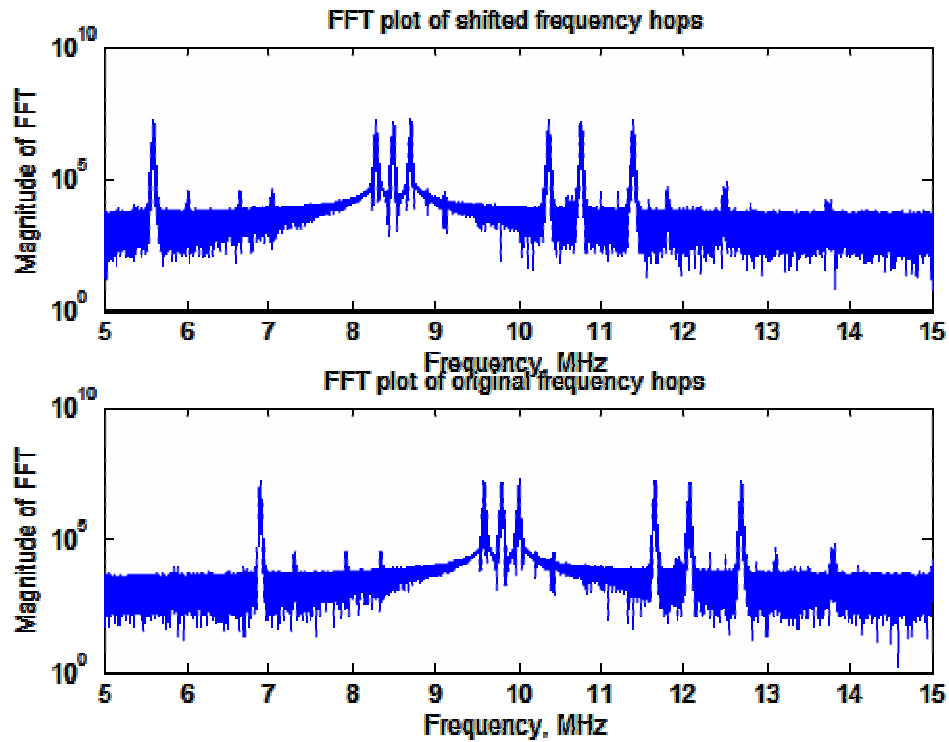 FFT plot of shifted frequency hops
Magnitude of FFT
10^10
10^5
10^0
5 6 7 8 9 10 11 12 13 14 15
Frequency, MHz
FFT plot of original frequency hops
Magnitude of FFT
10^10
10^5
10^0
5 6 7 8 9 10 11 12 13 14 15
Frequency, MHz